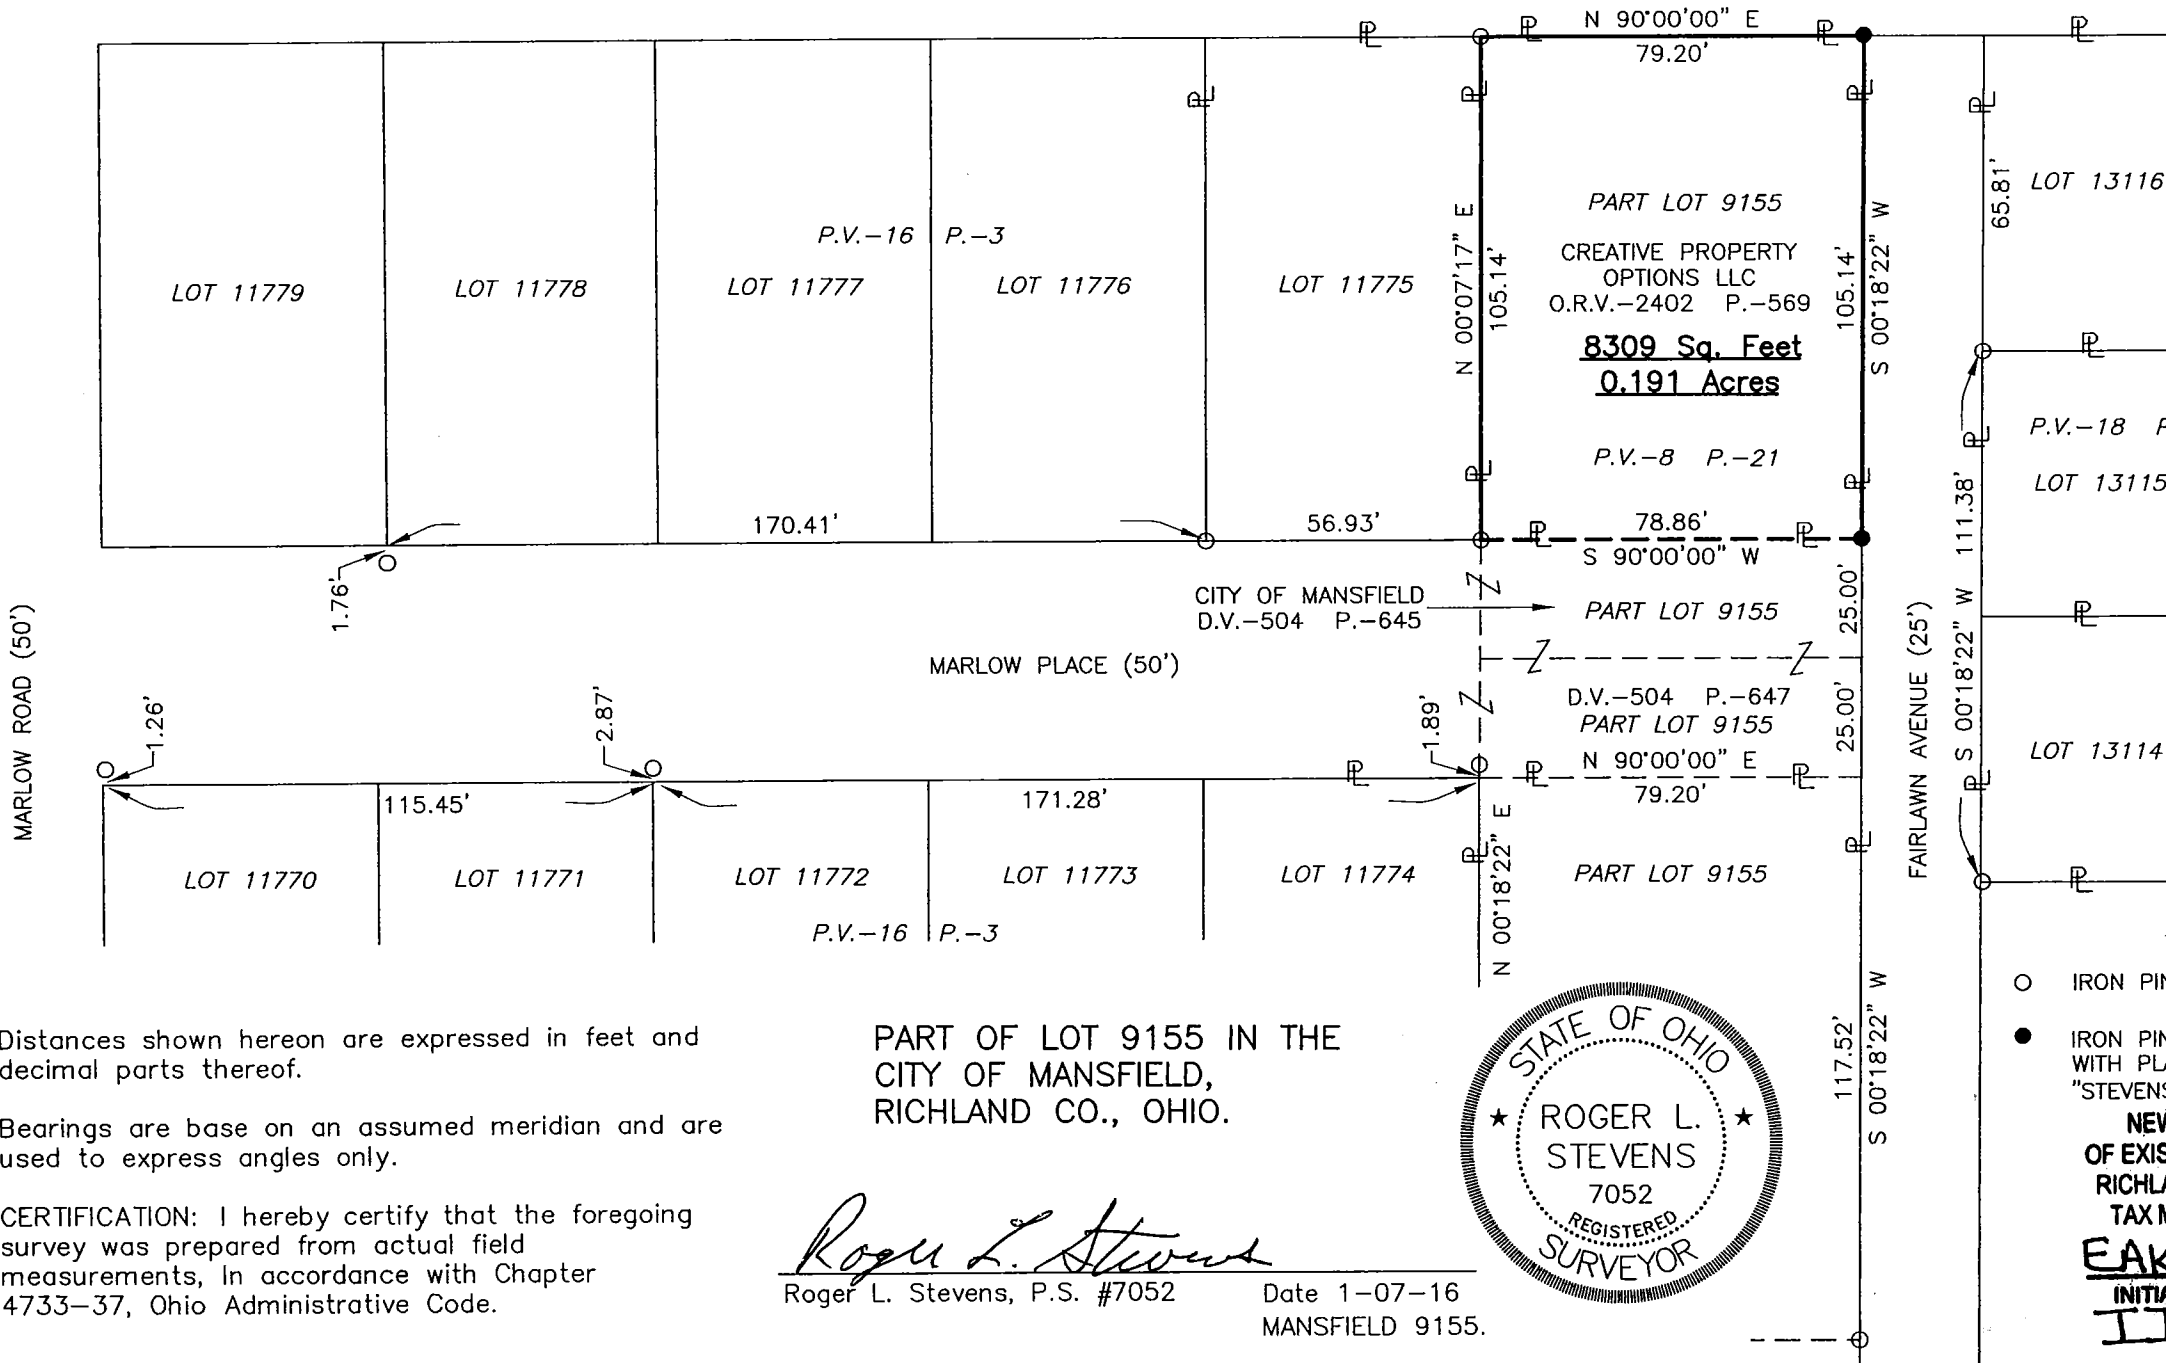 N 90°00'00" E
79.20'
LOT 11779
LOT 11778
P.V.-16 P.-3
LOT 11777
LOT 11776
LOT 11775
N 00°07'17" E
105.14'
PART LOT 9155
CREATIVE PROPERTY
OPTIONS LLC
O.R.V.-2402 P.-569
8309 Sq. Feet
0.191 Acres
P.V.-8 P.-21
105.14'
S 00°18'22" W
65.81'
LOT 13116
P.V.-18
LOT 13115
111.38'
S 00°18'22" W
LOT 13114
170.41'
56.93'
78.86'
S 90°00'00" W
1.76'
CITY OF MANSFIELD
D.V.-504 P.-645
PART LOT 9155
25.00'
MARLOW ROAD (50')
MARLOW PLACE (50')
D.V.-504 P.-647
PART LOT 9155
25.00'
FAIRLAWN AVENUE (25')
1.26'
2.87'
1.89'
N 90°00'00" E
79.20'
115.45'
171.28'
LOT 11770
LOT 11771
LOT 11772
LOT 11773
LOT 11774
P.V.-16 P.-3
N 00°18'22" E
PART LOT 9155
117.52'
S 00°18'22" W
IRON PIN
IRON PIN
WITH
"STEVENS
OF
TAX
Distances shown hereon are expressed in feet and
decimal parts thereof.
Bearings are base on an assumed meridian and are
used to express angles only.
CERTIFICATION: I hereby certify that the foregoing
survey was prepared from actual field
measurements, In accordance with Chapter
4733-37, Ohio Administrative Code.
PART OF LOT 9155 IN THE
CITY OF MANSFIELD,
RICHLAND CO., OHIO.
Roger L. Stevens
Roger L. Stevens, P.S. #7052
Date 1-07-16
MANSFIELD 9155.
STATE OF OHIO
ROGER L.
STEVENS
7052
REGISTERED
SURVEYOR